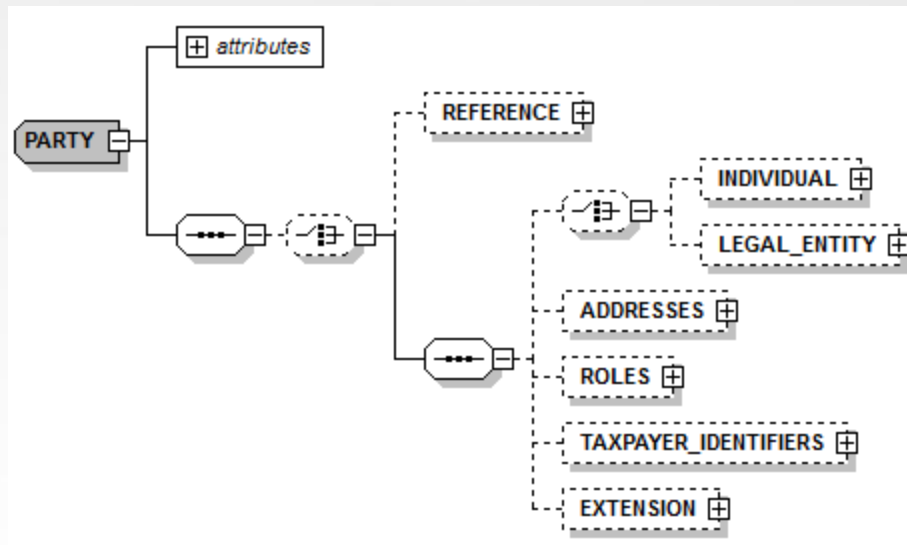 attributes
PARTY
REFERENCE
INDIVIDUAL
LEGAL_ENTITY
ADDRESSES
ROLES
TAXPAYER_IDENTIFIERS
EXTENSION